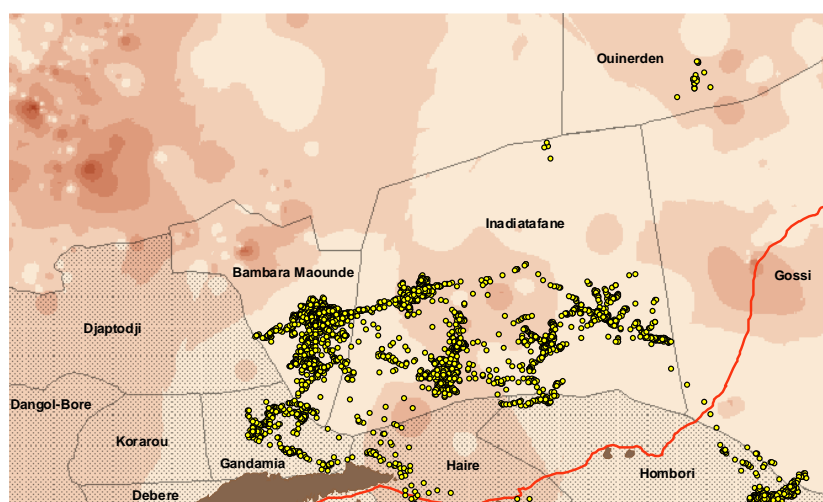 Ouinerden
Inadiatafane
Bambara Maounde
Gossi
Djaptodji
Dangol-Bore
Korarou
Gandamia
Haire
Hombori
Debere